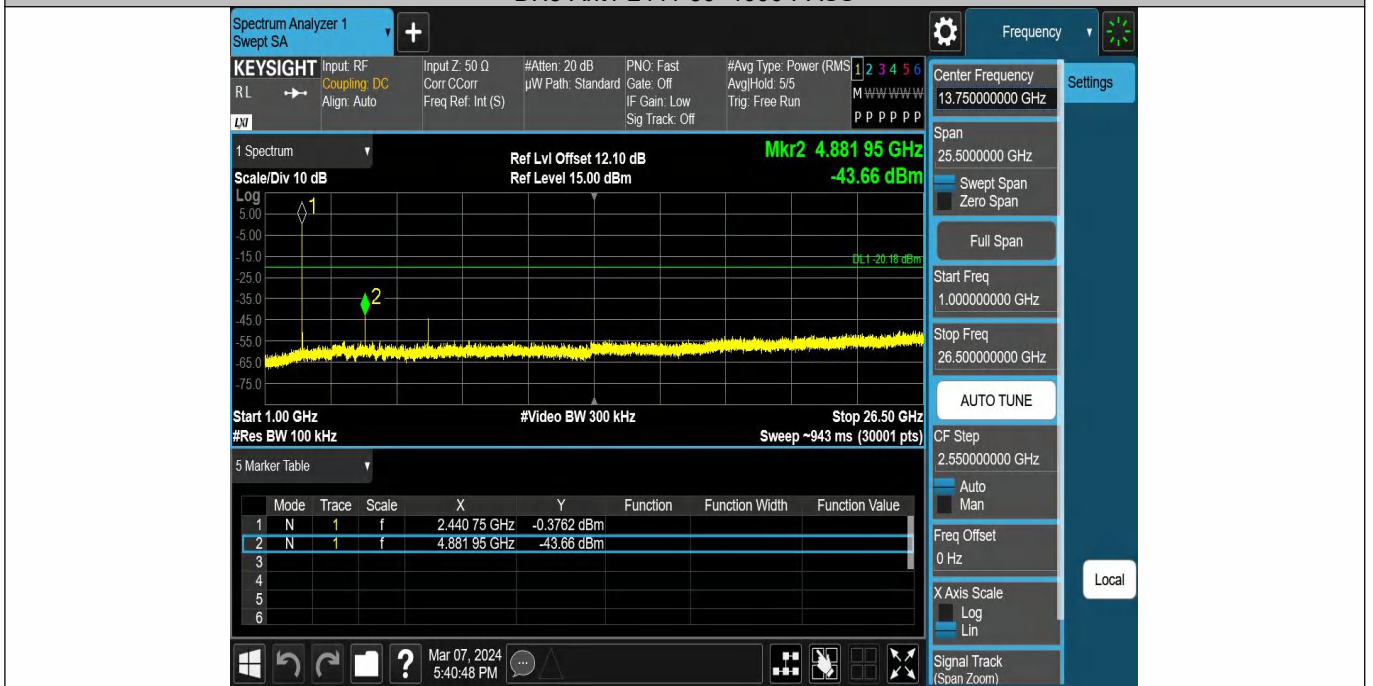 Spectrum Analyzer 1
Swept SA
+
Frequency
KEYSIGHT
RL
LXI
Input: RF
Coupling: DC
Align: Auto
Input Z: 50 Ω
Corr CCorr
Freq Ref: Int (S)
#Atten: 20 dB
µW Path: Standard
PNO: Fast
Gate: Off
IF Gain: Low
Sig Track: Off
#Avg Type: Power (RMS
Avg|Hold: 5/5
Trig: Free Run
1 2 3 4 5 6
M W W W W W
P P P P P P
1 Spectrum
Scale/Div 10 dB
Ref Lvl Offset 12.10 dB
Ref Level 15.00 dBm
Mkr2 4.881 95 GHz
-43.66 dBm
Log
5.00
-5.00
-15.0
-25.0
-35.0
-45.0
-55.0
-65.0
-75.0
1
2
DL1 -20.18 dBm
Start 1.00 GHz
#Res BW 100 kHz
#Video BW 300 kHz
Stop 26.50 GHz
Sweep ~943 ms (30001 pts)
5 Marker Table
Mode Trace Scale X Y Function Function Width Function Value
1 N 1 f 2.440 75 GHz -0.3762 dBm
2 N 1 f 4.881 95 GHz -43.66 dBm
3
4
5
6
Center Frequency
13.750000000 GHz
Settings
Span
25.5000000 GHz
Swept Span
Zero Span
Full Span
Start Freq
1.000000000 GHz
Stop Freq
26.500000000 GHz
AUTO TUNE
CF Step
2.550000000 GHz
Auto
Man
Freq Offset
0 Hz
X Axis Scale
Log
Lin
Local
Signal Track
(Span Zoom)
?
Mar 07, 2024
5:40:48 PM